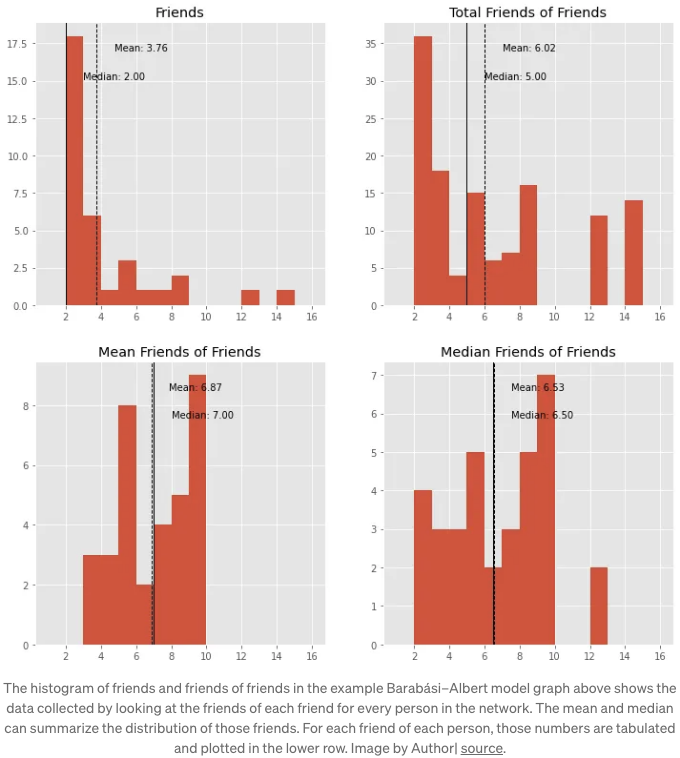 Friends
17.5
15.0
12.5
10.0
7.5
5.0
2.5
0.0
Mean: 3.76
Median: 2.00
2 4 6 8 10 12 14 16
Total Friends of Friends
35
30
25
20
15
10
5
0
Mean: 6.02
Median: 5.00
2 4 6 8 10 12 14 16
Mean Friends of Friends
8
6
4
2
0
Mean: 6.87
Median: 7.00
2 4 6 8 10 12 14 16
Median Friends of Friends
7
6
5
4
3
2
1
0
Mean: 6.53
Median: 6.50
2 4 6 8 10 12 14 16
The histogram of friends and friends of friends in the example Barabási–Albert model graph above shows the
data collected by looking at the friends of each friend for every person in the network. The mean and median
can summarize the distribution of those friends. For each friend of each person, those numbers are tabulated
and plotted in the lower row. Image by Author| source.